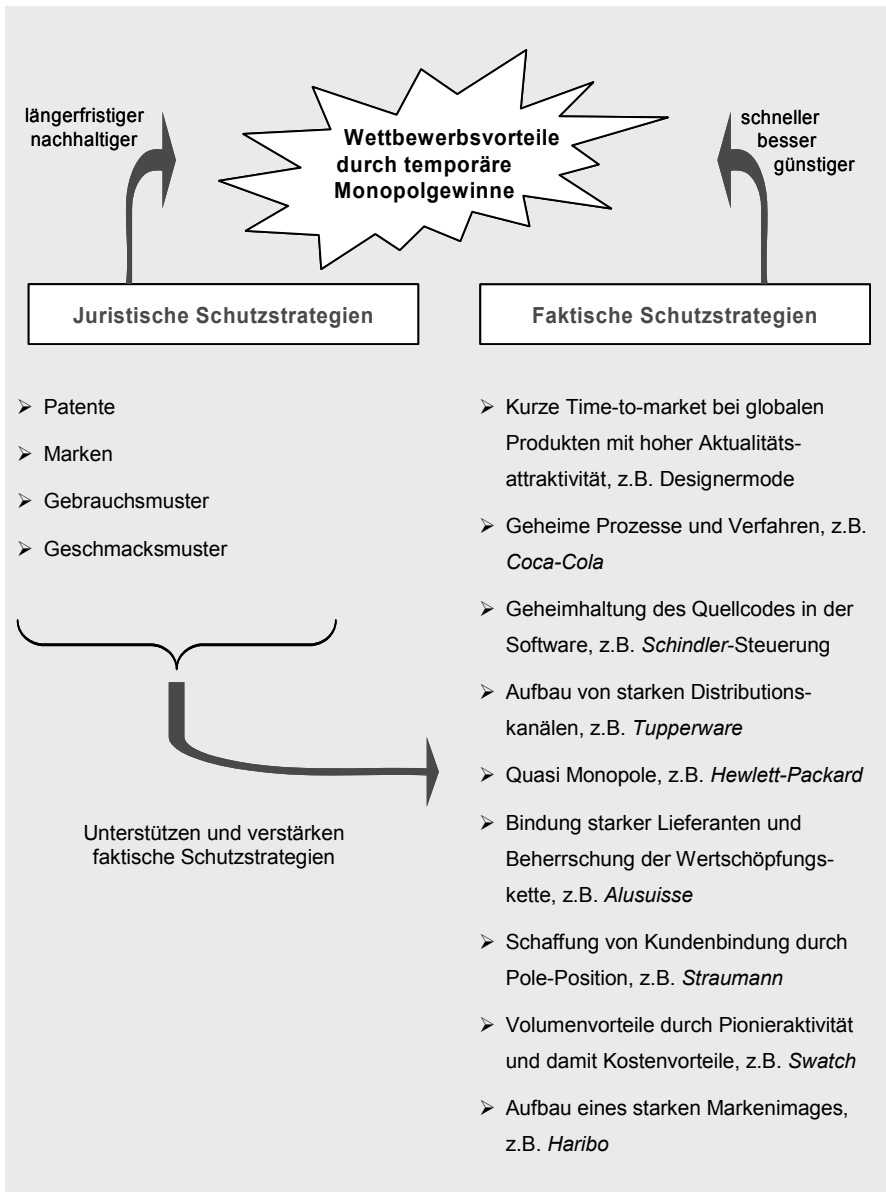 längerfristiger
nachhaltiger
Wettbewerbsvorteile
durch temporäre
Monopolgewinne
schneller
besser
günstiger
Juristische Schutzstrategien
Faktische Schutzstrategien
➢ Patente
➢ Marken
➢ Gebrauchsmuster
➢ Geschmacksmuster
Unterstützen und verstärken
faktische Schutzstrategien
➢ Kurze Time-to-market bei globalen
Produkten mit hoher Aktualitäts-
attraktivität, z.B. Designermode
➢ Geheime Prozesse und Verfahren, z.B.
Coca-Cola
➢ Geheimhaltung des Quellcodes in der
Software, z.B. Schindler-Steuerung
➢ Aufbau von starken Distributions-
kanälen, z.B. Tupperware
➢ Quasi Monopole, z.B. Hewlett-Packard
➢ Bindung starker Lieferanten und
Beherrschung der Wertschöpfungs-
kette, z.B. Alusuisse
➢ Schaffung von Kundenbindung durch
Pole-Position, z.B. Straumann
➢ Volumenvorteile durch Pionieraktivität
und damit Kostenvorteile, z.B. Swatch
➢ Aufbau eines starken Markenimages,
z.B. Haribo